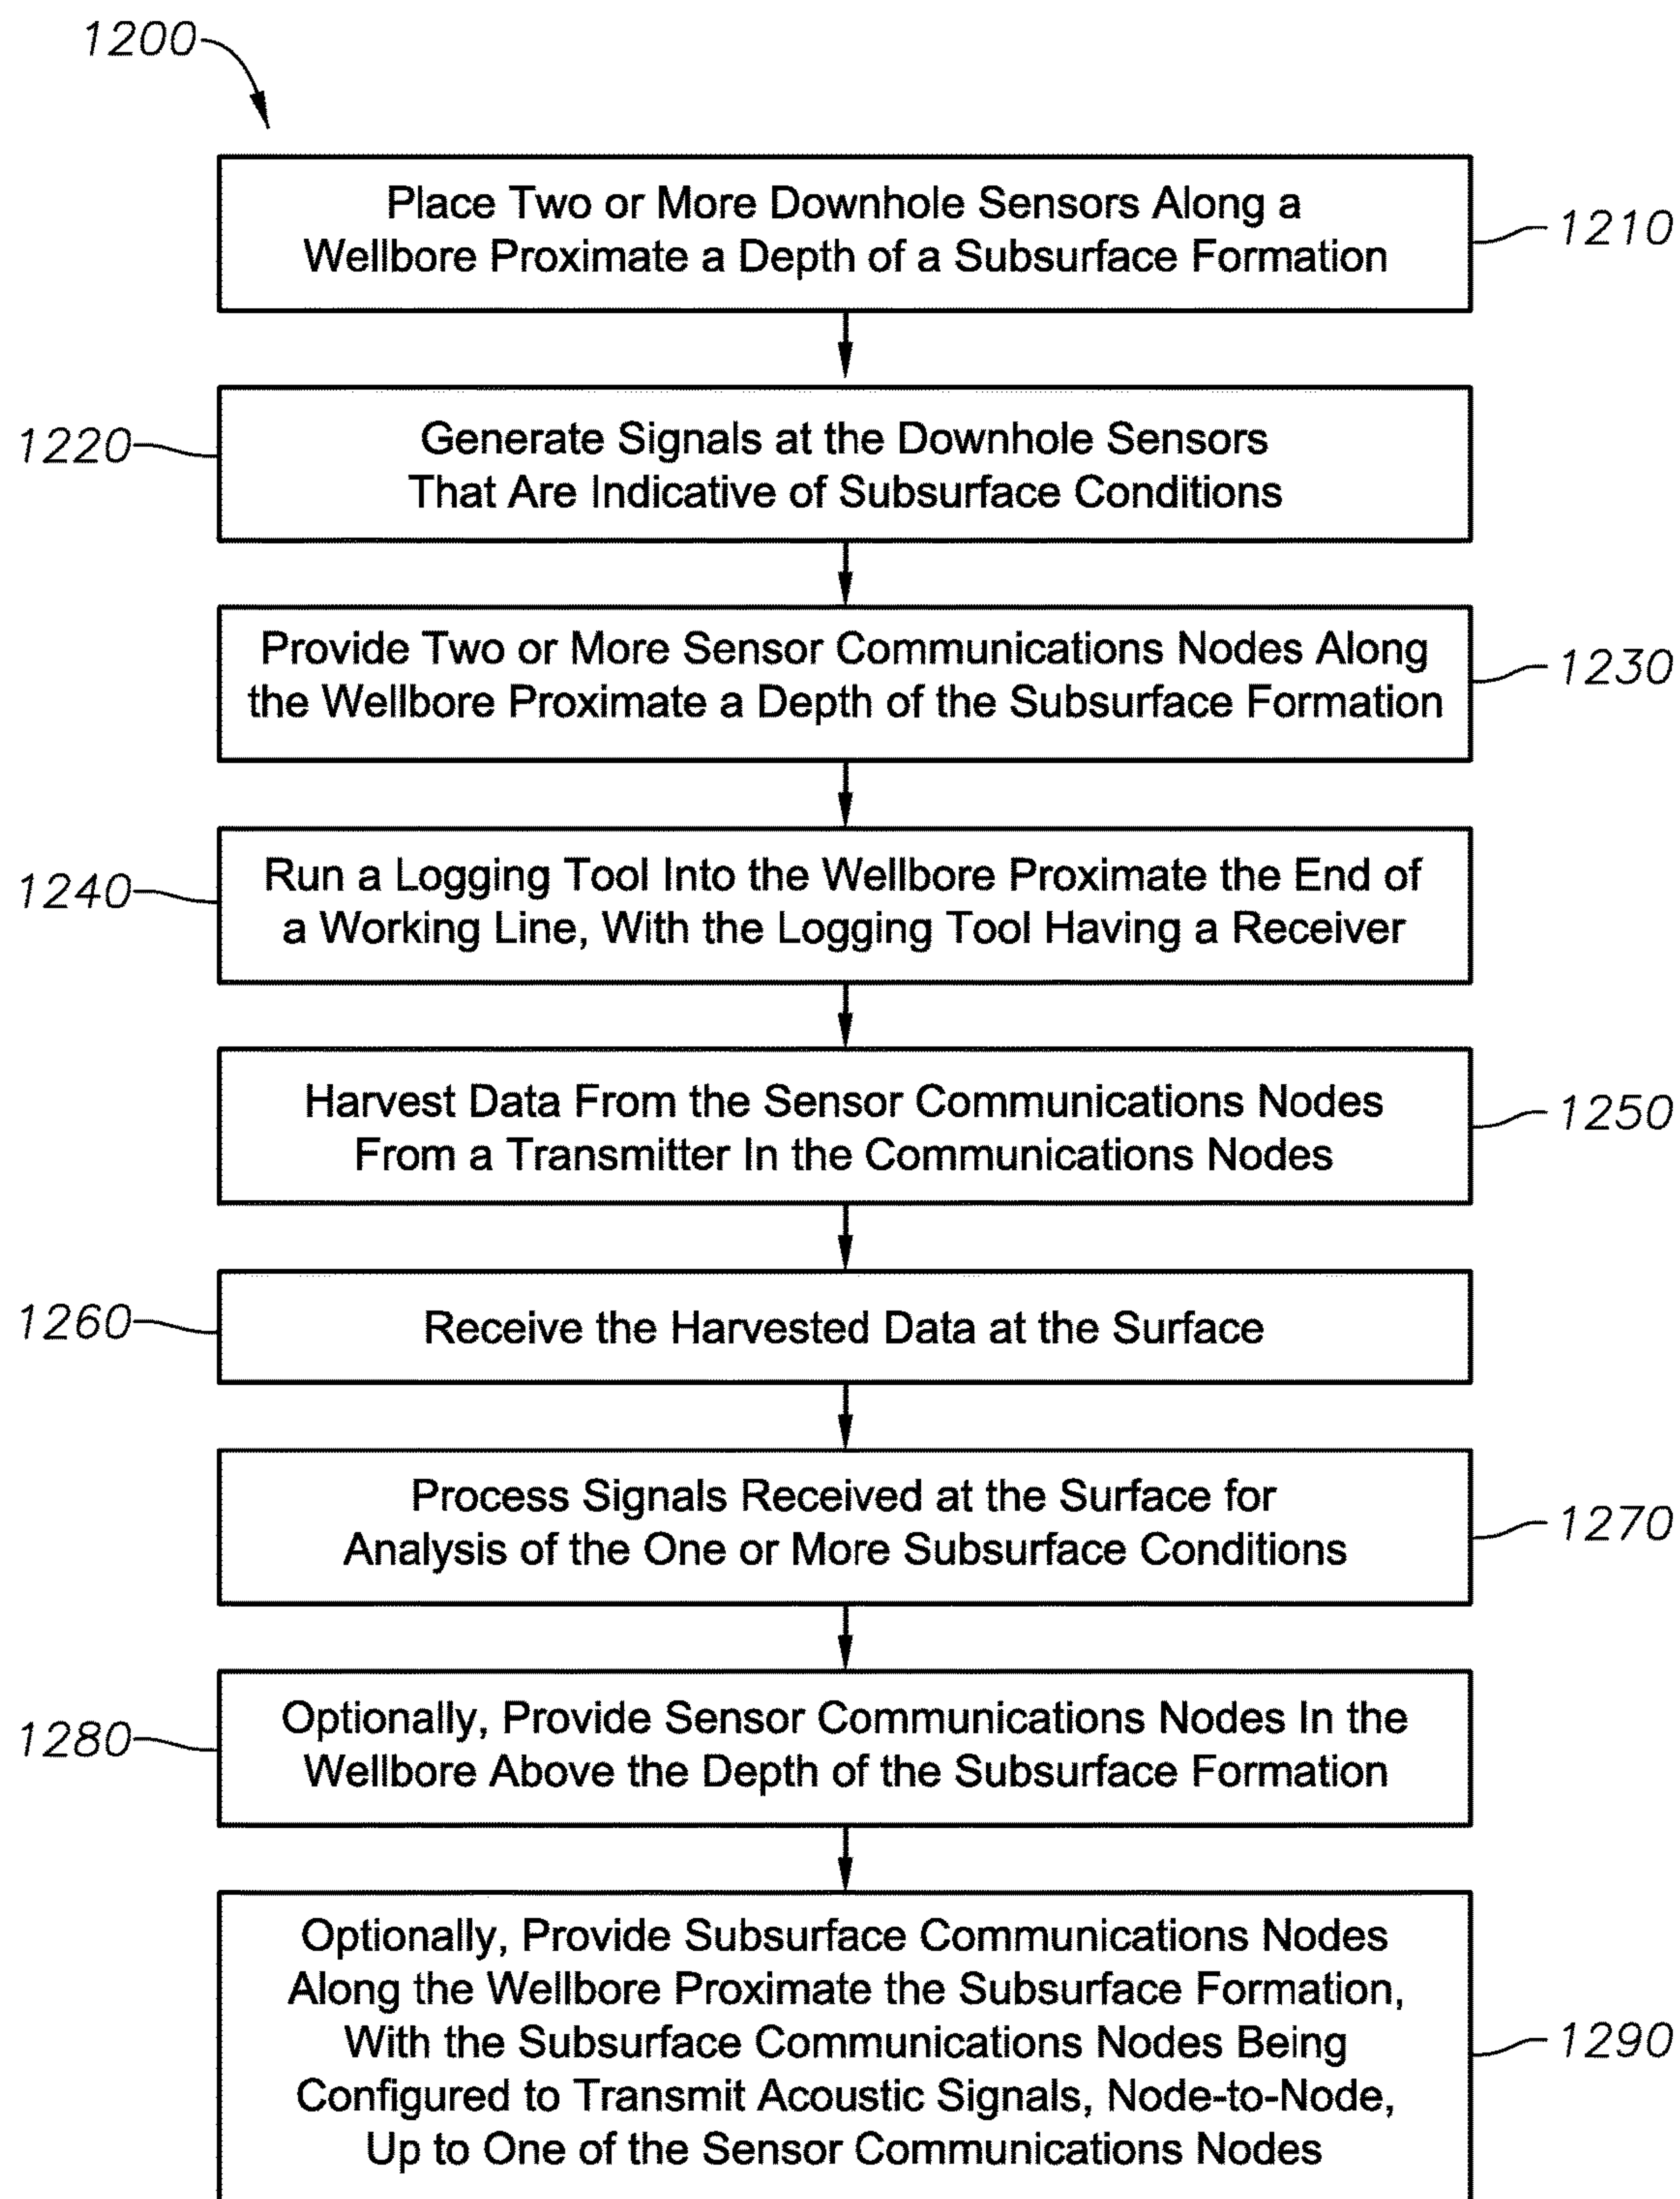 1200
Place Two or More Downhole Sensors Along a
Wellbore Proximate a Depth of a Subsurface Formation
1210
Generate Signals at the Downhole Sensors
That Are Indicative of Subsurface Conditions
1220
Provide Two or More Sensor Communications Nodes Along
the Wellbore Proximate a Depth of the Subsurface Formation
1230
Run a Logging Tool Into the Wellbore Proximate the End of
a Working Line, With the Logging Tool Having a Receiver
1240
Harvest Data From the Sensor Communications Nodes
From a Transmitter In the Communications Nodes
1250
Receive the Harvested Data at the Surface
1260
Process Signals Received at the Surface for
Analysis of the One or More Subsurface Conditions
1270
Optionally, Provide Sensor Communications Nodes In the
Wellbore Above the Depth of the Subsurface Formation
1280
Optionally, Provide Subsurface Communications Nodes
Along the Wellbore Proximate the Subsurface Formation,
With the Subsurface Communications Nodes Being
Configured to Transmit Acoustic Signals, Node-to-Node,
Up to One of the Sensor Communications Nodes
1290